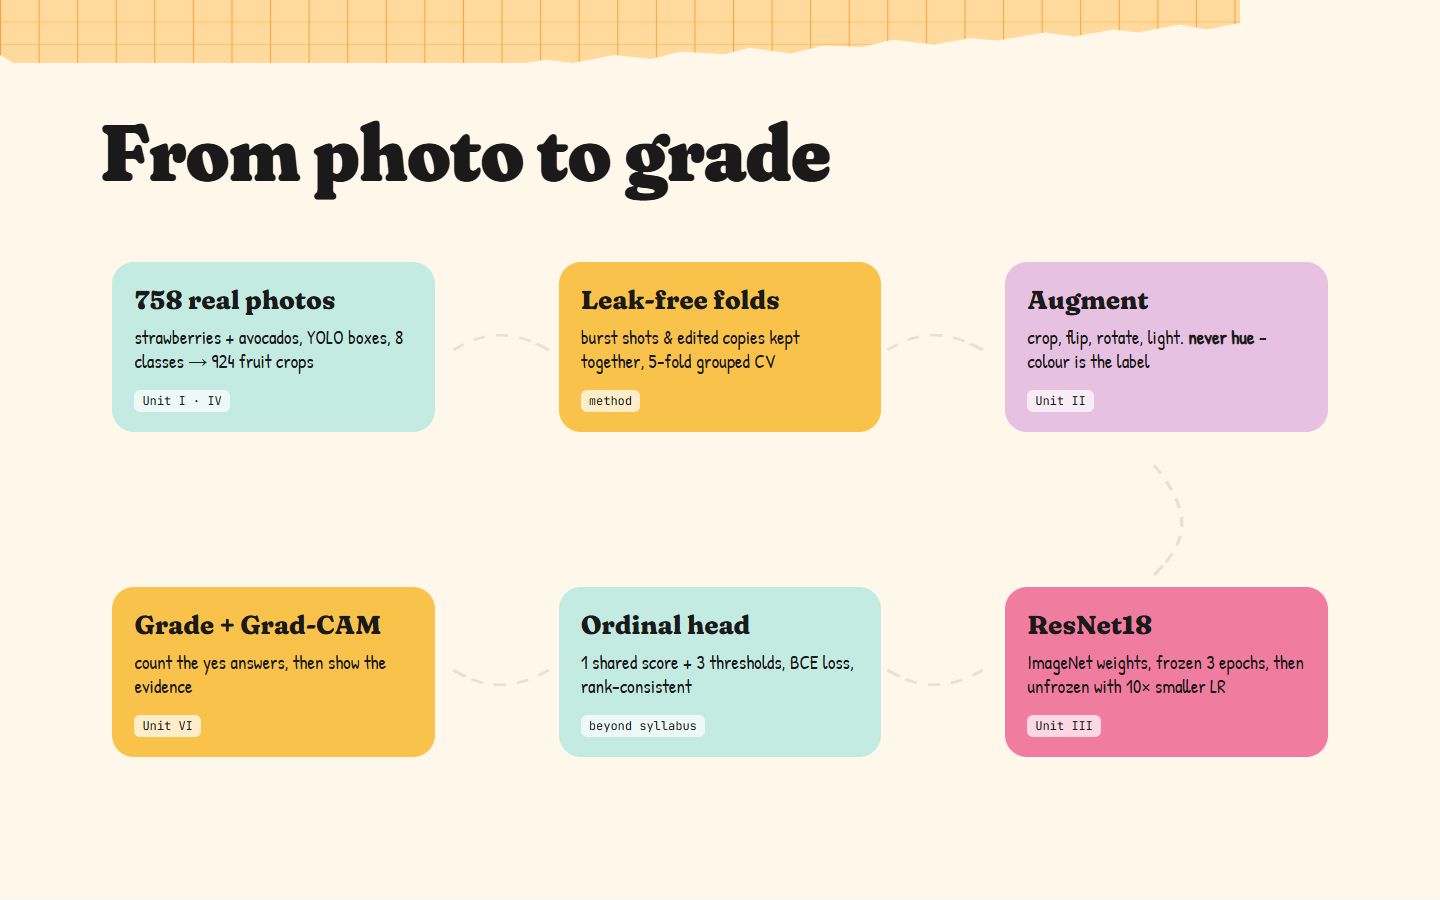 From photo to grade
758 real photos
strawberries + avocados, YOLO boxes, 8
classes → 924 fruit crops
Unit I · IV
Leak-free folds
burst shots & edited copies kept
together, 5-fold grouped CV
method
Augment
crop, flip, rotate, light. never hue –
colour is the label
Unit II
Grade + Grad-CAM
count the yes answers, then show the
evidence
Unit VI
Ordinal head
1 shared score + 3 thresholds, BCE loss,
rank-consistent
beyond syllabus
ResNet18
ImageNet weights, frozen 3 epochs, then
unfrozen with 10× smaller LR
Unit III